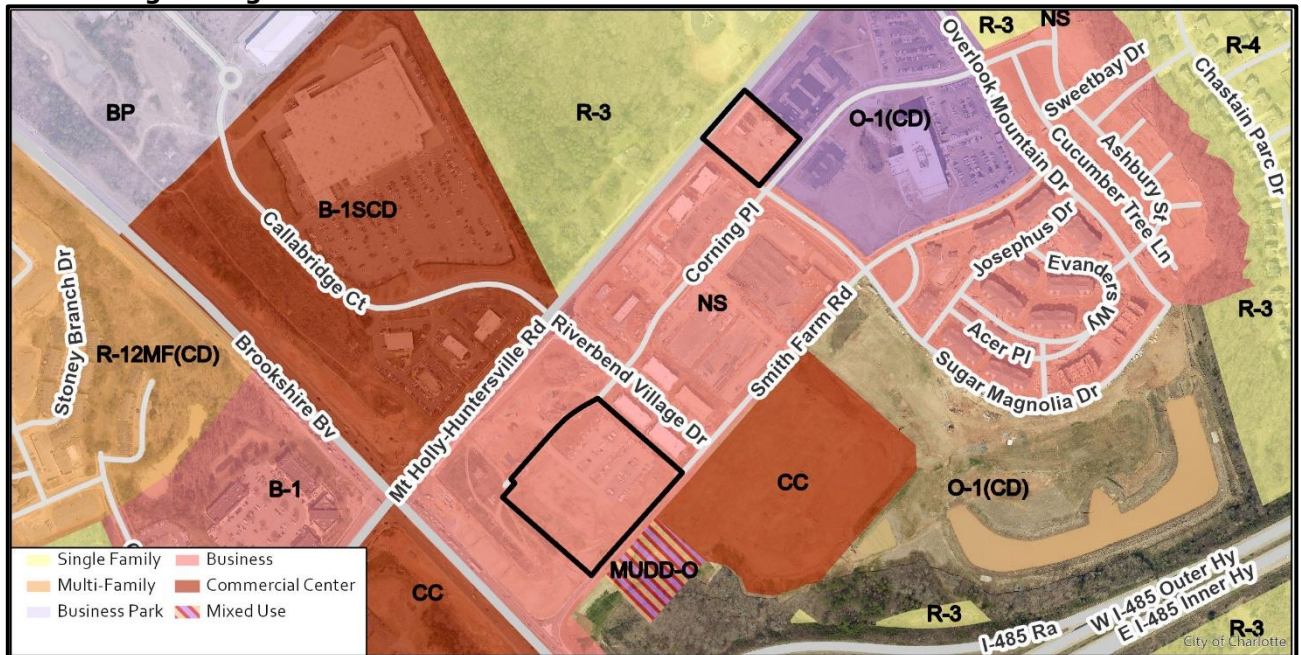 R-3
NS
R-4
BP
R-3
O-1(CD)
Overlook Mountain Dr
Sweetbay Dr
Chastain Parc Dr
Ashbury St
Cucumber Tree Ln
B-1SCD
Callabridge Ct
Corning Pl
Josephus Dr
Evanders Wy
NS
Stoney Branch Dr
R-12MF(CD)
Brookshire Bv
Mt Holly-Huntersville Rd
Riverbend Village Dr
Smith Farm Rd
Acer Pl
Sugar Magnolia Dr
R-3
B-1
CC
O-1(CD)
MUDD-O
CC
R-3
I-485 Ra
W I-485 Outer Hy
E I-485 Inner Hy
R-3
Single Family
Business
Multi-Family
Commercial Center
Business Park
Mixed Use
City of Charlotte